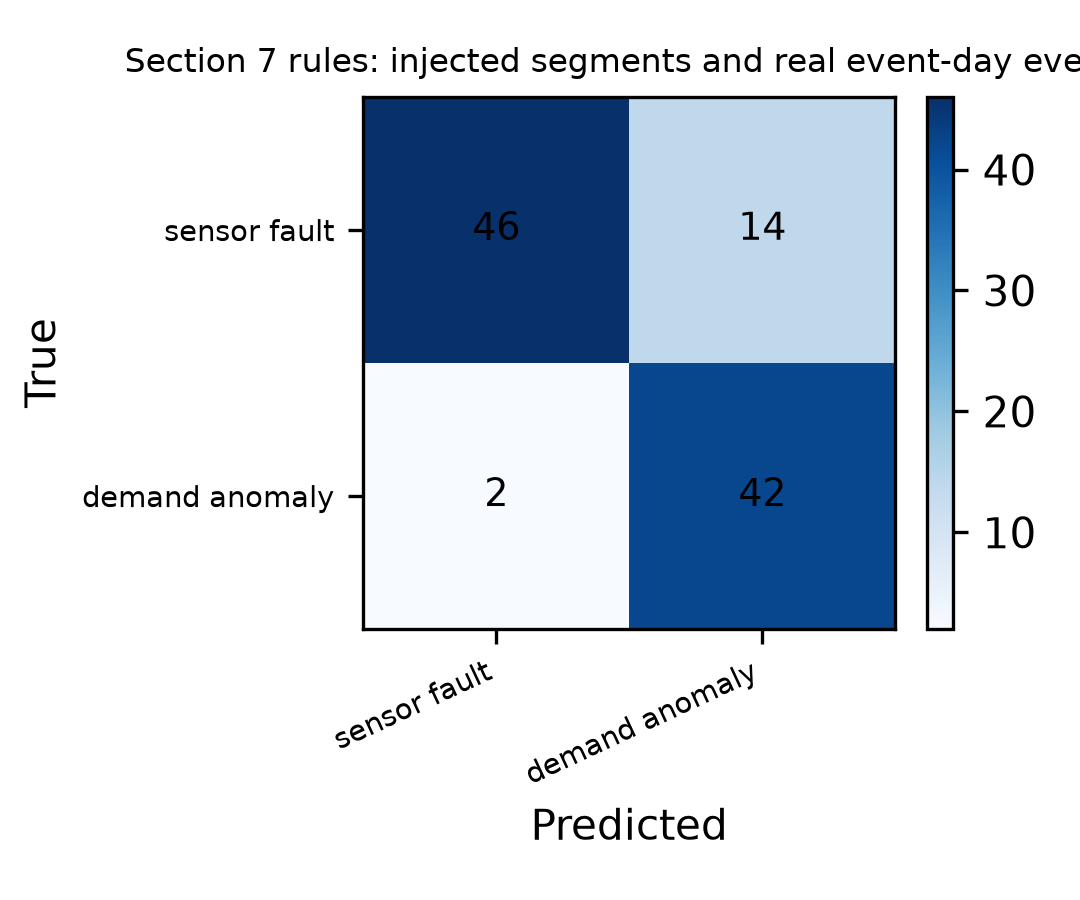 Section 7 rules: injected segments and real event-day eve
True
sensor fault
46
14
demand anomaly
2
42
40
30
20
10
sensor fault
demand anomaly
Predicted